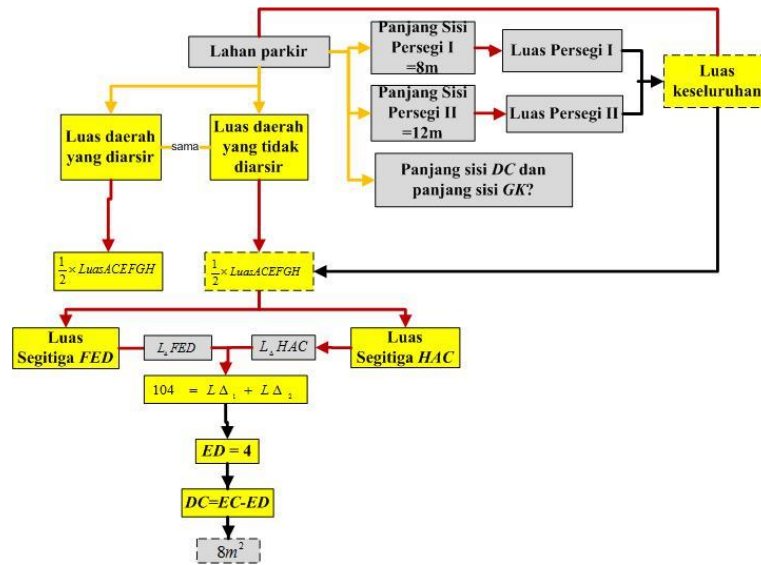 Lahan parkir
Panjang Sisi
Persegi I
=8m
Luas Persegi I
Luas
keseluruhan
Panjang Sisi
Persegi II
=12m
Luas Persegi II
Luas daerah
yang diarsir
sama
Luas daerah
yang tidak
diarsir
Panjang sisi DC dan
panjang sisi GK?
1/2 × LuasACEFGH
1/2 × LuasACEFGH
Luas
Segitiga FED
L△FED
L△HAC
Luas
Segitiga HAC
104 = LΔ₁ + LΔ₂
ED = 4
DC=EC-ED
8m²